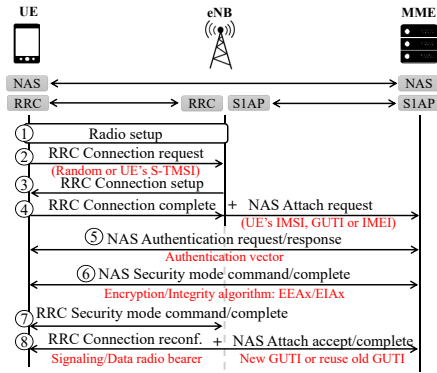 UE eNB MME
NAS NAS
RRC RRC S1AP S1AP
① Radio setup
② RRC Connection request
(Random or UE's S-TMSI)
③ RRC Connection setup
④ RRC Connection complete + NAS Attach request
(UE's IMSI, GUTI or IMEI)
⑤ NAS Authentication request/response
Authentication vector
⑥ NAS Security mode command/complete
Encryption/Integrity algorithm: EEAx/EIAx
⑦ RRC Security mode command/complete
⑧ RRC Connection reconf. + NAS Attach accept/complete
Signaling/Data radio bearer New GUTI or reuse old GUTI